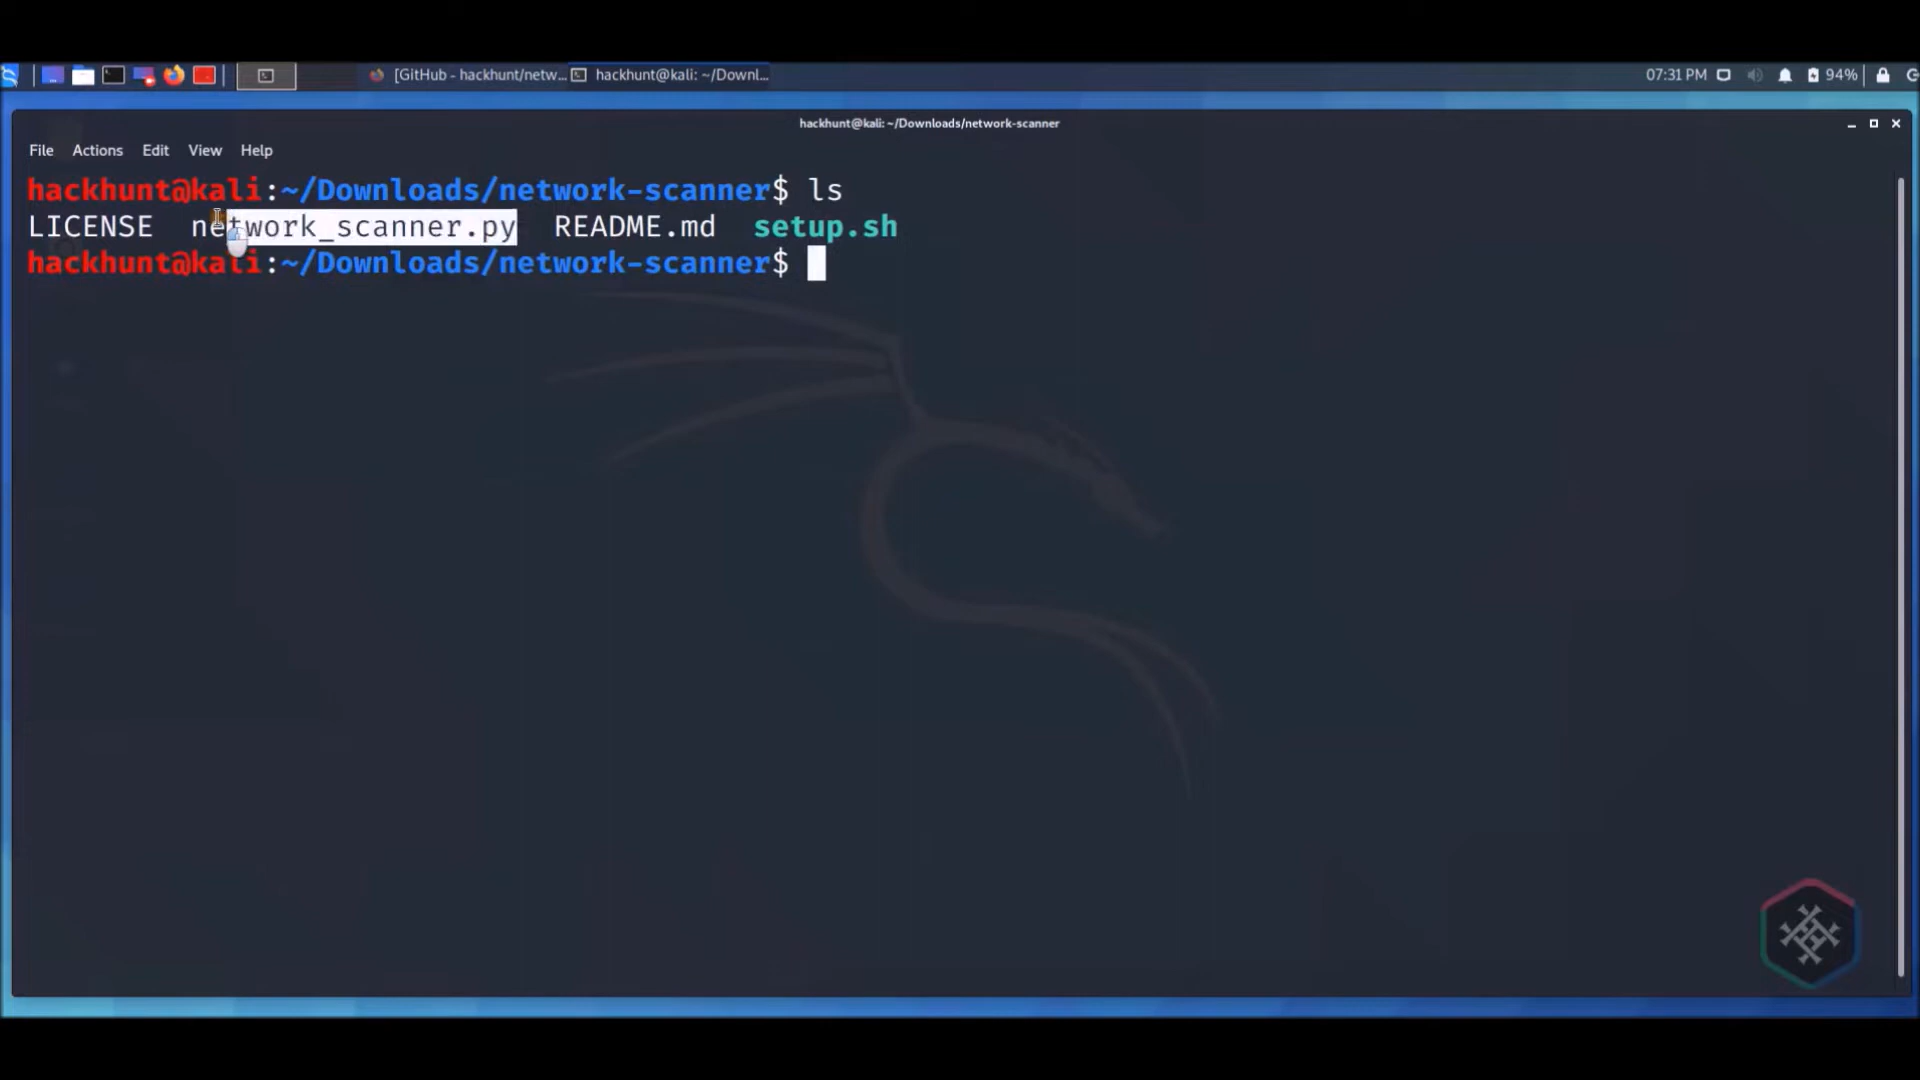 [GitHub - hackhunt/netw... hackhunt@kali: ~/Downl... 07:31 PM 94%
hackhunt@kali: ~/Downloads/network-scanner
File Actions Edit View Help
hackhunt@kali:~/Downloads/network-scanner$ ls
LICENSE network_scanner.py README.md setup.sh
hackhunt@kali:~/Downloads/network-scanner$